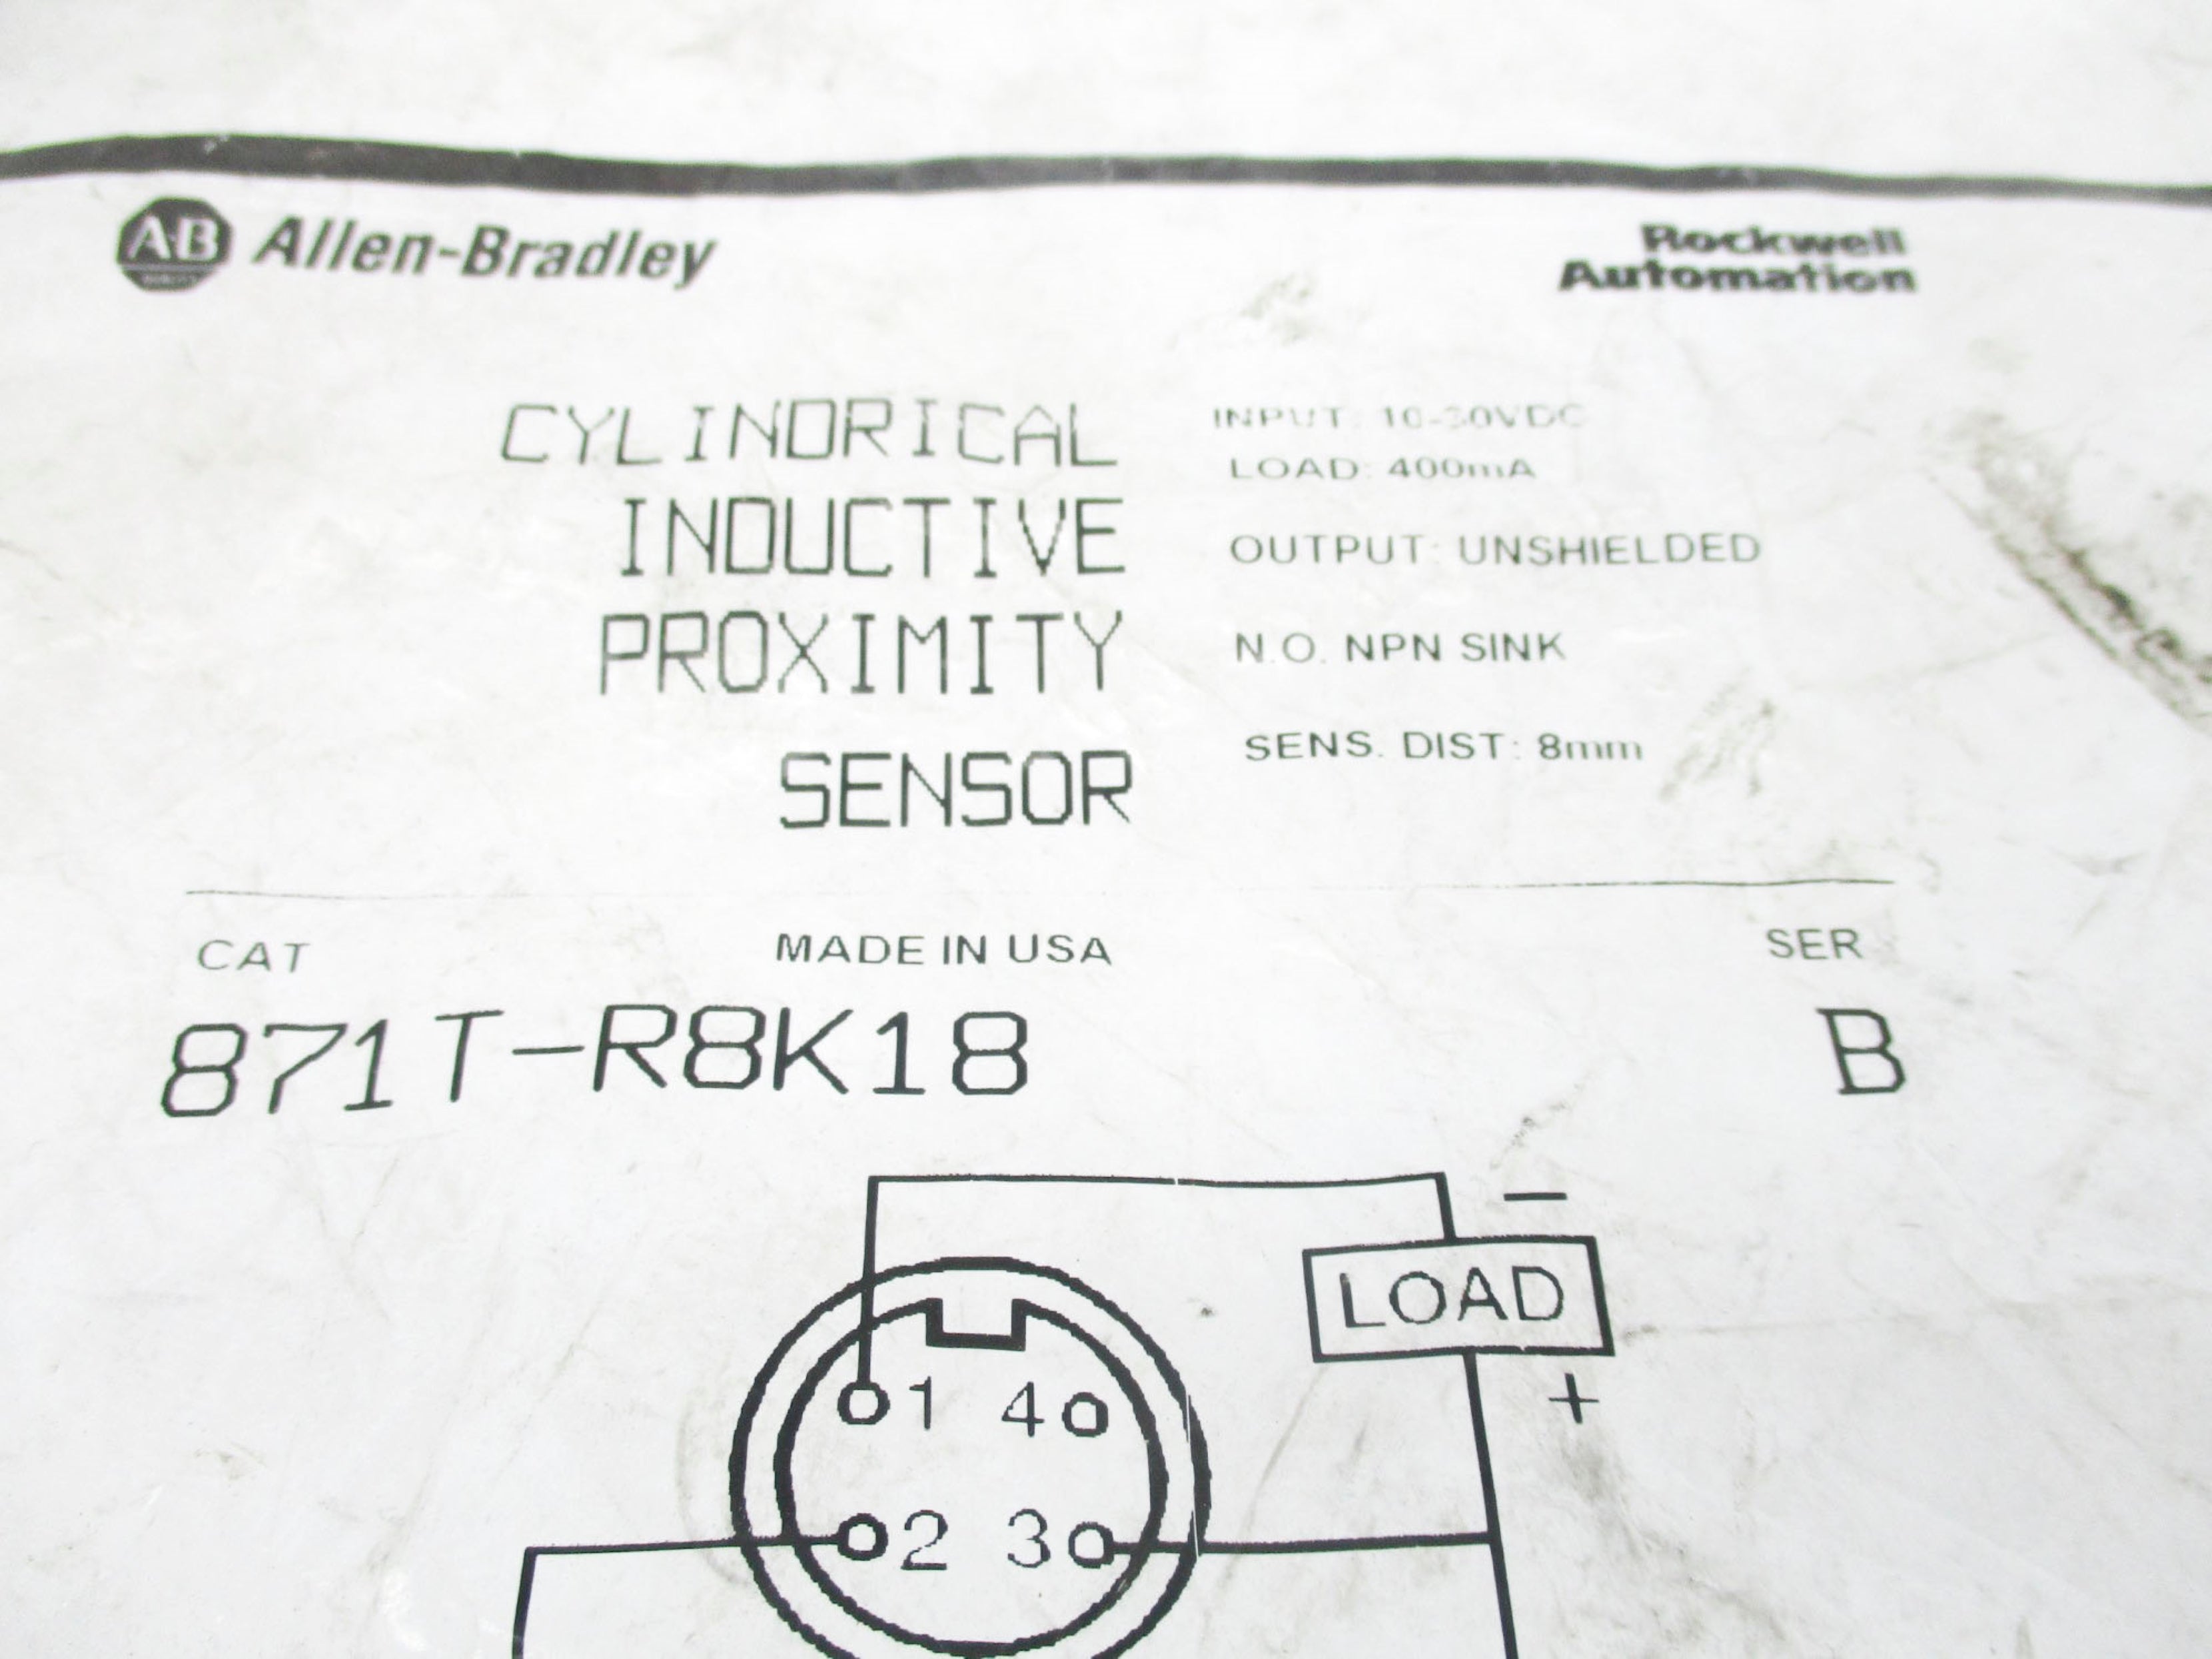 AB Allen-Bradley
Rockwell
Automation
CYLINDRICAL
INDUCTIVE
PROXIMITY
SENSOR
INPUT: 10-30VDC
LOAD: 400mA
OUTPUT: UNSHIELDED
N.O. NPN SINK
SENS. DIST: 8mm
CAT MADE IN USA SER
871T-R8K18 B
−
LOAD
+
1 4
2 3